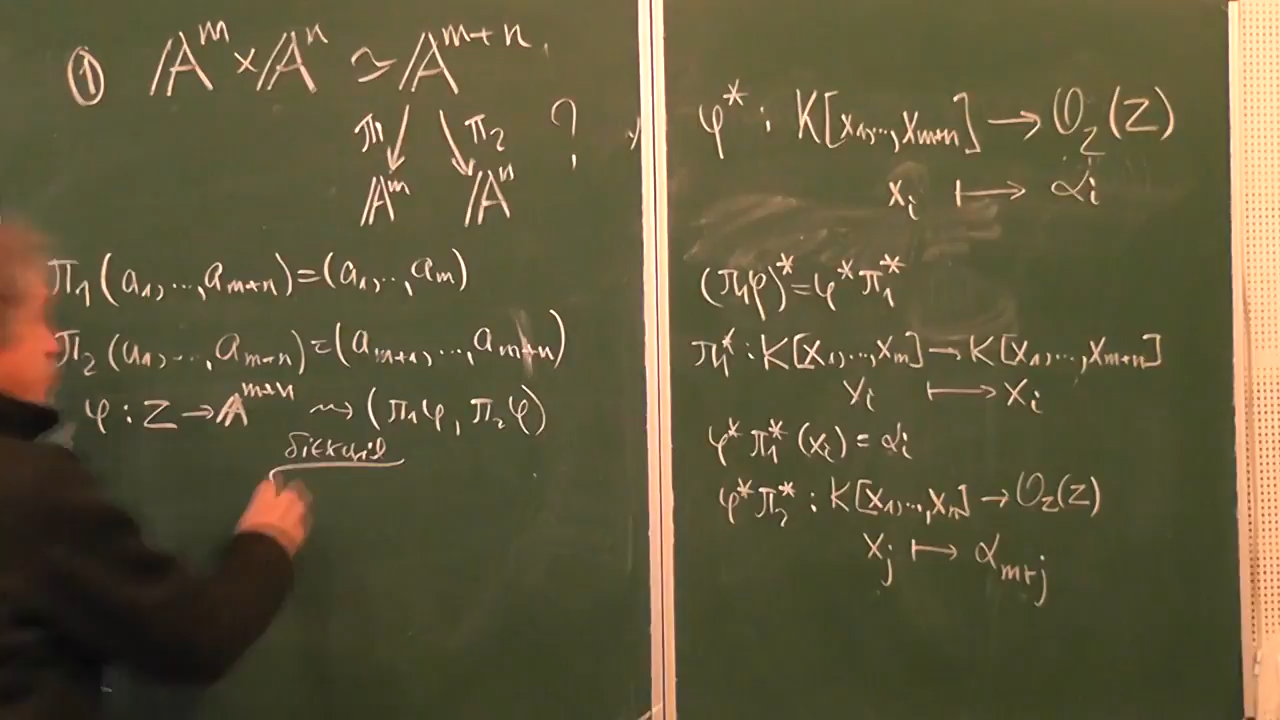 ① 𝔸^m × 𝔸^n ≃ 𝔸^{m+n}
π₁ π₂ ?
𝔸^m 𝔸^n
π₁(a₁,...,a_{m+n})=(a₁,..,a_m)
π₂(a₁,...,a_{m+n})=(a_{m+1},...,a_{m+n})
φ : Z → 𝔸^{m+n} ⇝ (π₁φ, π₂φ)
бієкція
φ* : K[x₁,...,x_{m+n}] → O_Z(Z)
x_i ↦ α_i
(π₁φ)* = φ*π₁*
π₁* : K[x₁,...,x_m] → K[x₁,...,x_{m+n}]
x_i ↦ x_i
φ*π₁*(x_i) = α_i
φ*π₂* : K[x₁,...,x_n] → O_Z(Z)
x_j ↦ α_{m+j}